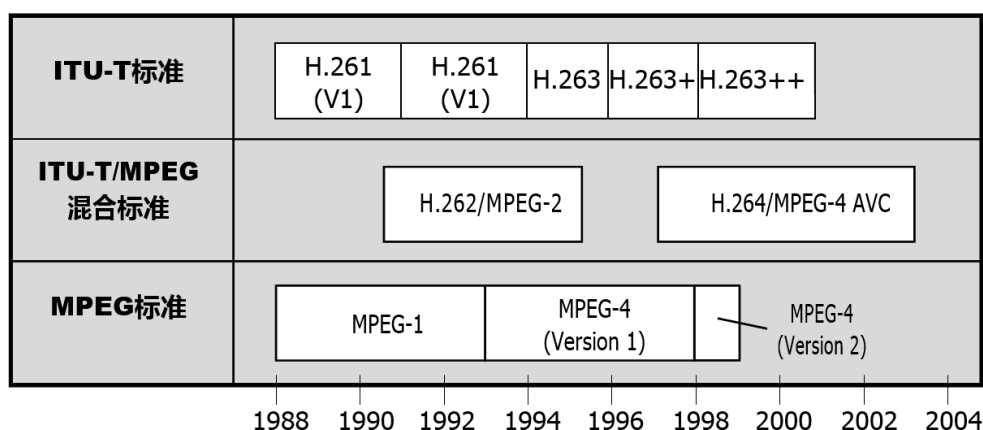 ITU-T标准
H.261
(V1)
H.261
(V1)
H.263
H.263+
H.263++
ITU-T/MPEG
混合标准
H.262/MPEG-2
H.264/MPEG-4 AVC
MPEG标准
MPEG-1
MPEG-4
(Version 1)
MPEG-4
(Version 2)
1988 1990 1992 1994 1996 1998 2000 2002 2004